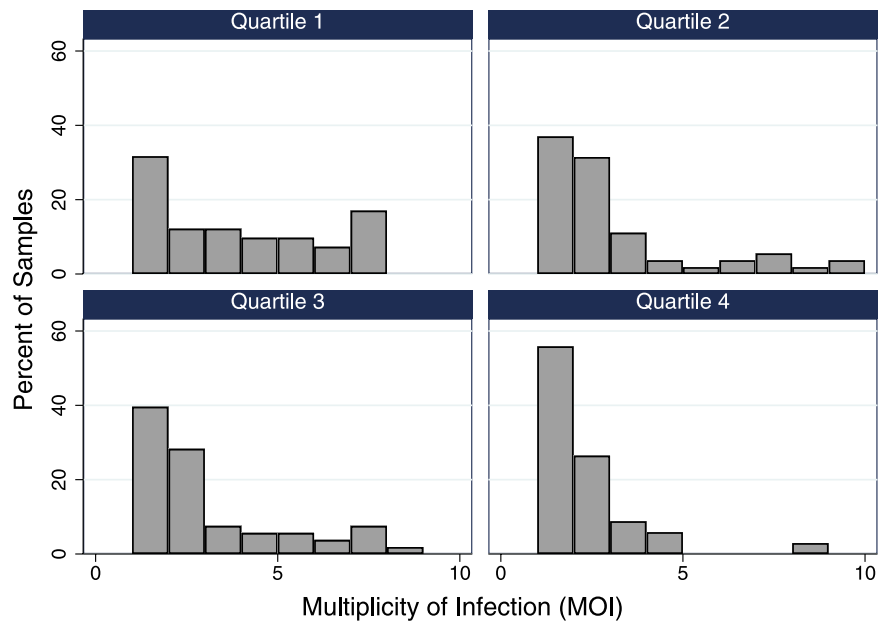 Quartile 1
Quartile 2
60
40
20
0
Quartile 3
Quartile 4
60
40
20
0
Percent of Samples
0
5
10
0
5
10
Multiplicity of Infection (MOI)